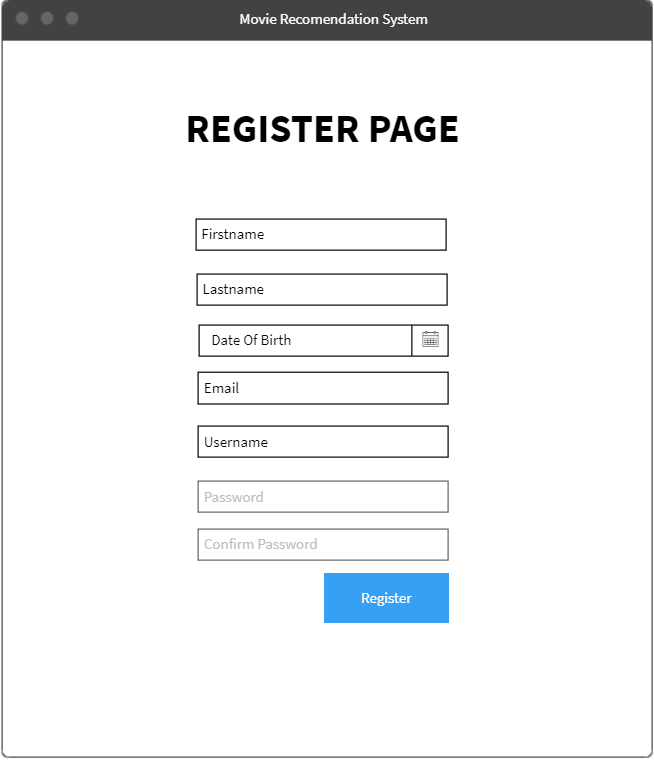 Movie Recomendation System
REGISTER PAGE
Firstname
Lastname
Date Of Birth
Email
Username
Password
Confirm Password
Register